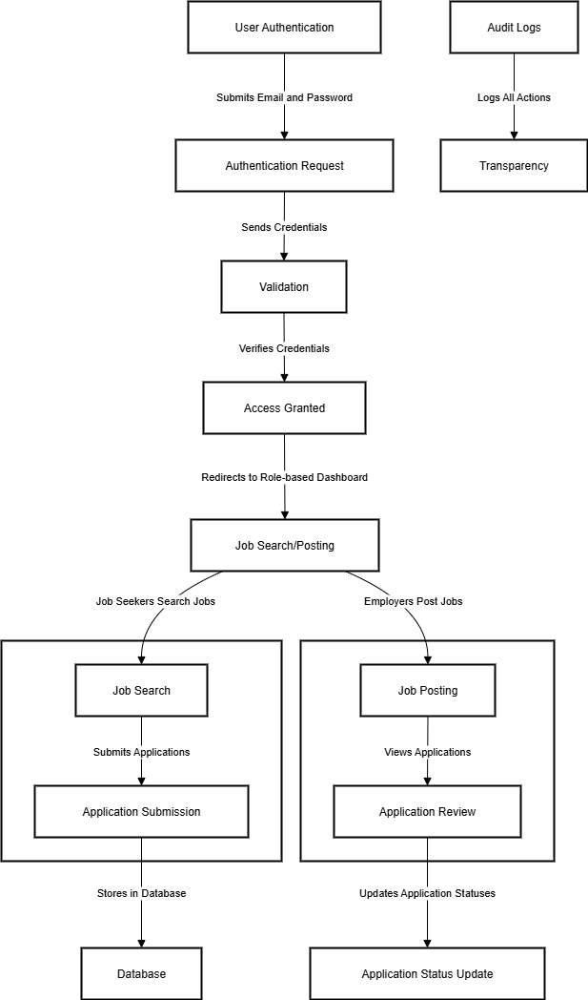 User Authentication
Audit Logs
Submits Email and Password
Logs All Actions
Authentication Request
Transparency
Sends Credentials
Validation
Verifies Credentials
Access Granted
Redirects to Role-based Dashboard
Job Search/Posting
Job Seekers Search Jobs
Employers Post Jobs
Job Search
Job Posting
Submits Applications
Views Applications
Application Submission
Application Review
Stores in Database
Updates Application Statuses
Database
Application Status Update